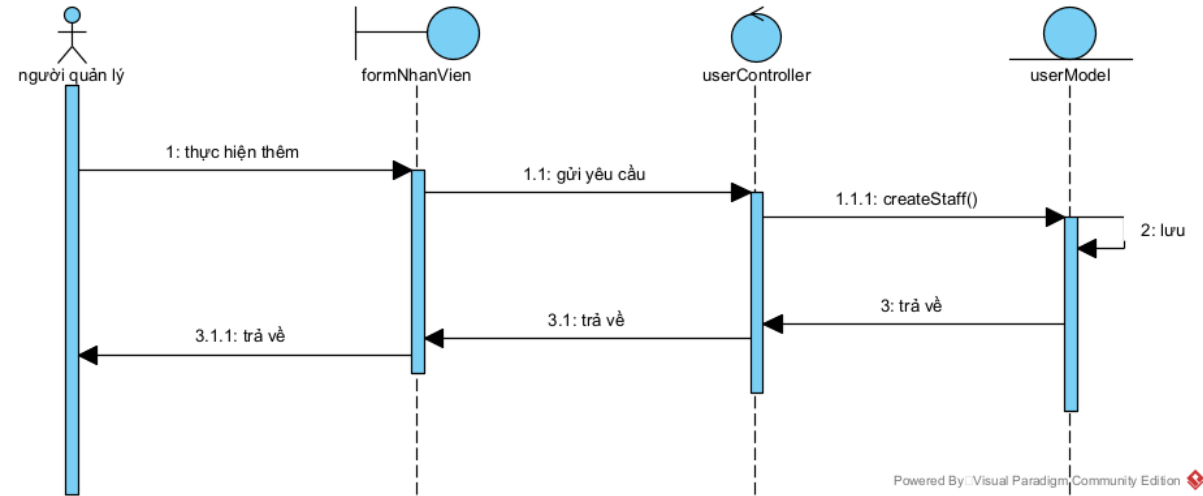 người quản lý
formNhanVien
userController
userModel
1: thực hiện thêm
1.1: gửi yêu cầu
1.1.1: createStaff()
2: lưu
3: trả về
3.1: trả về
3.1.1: trả về
Powered By Visual Paradigm Community Edition